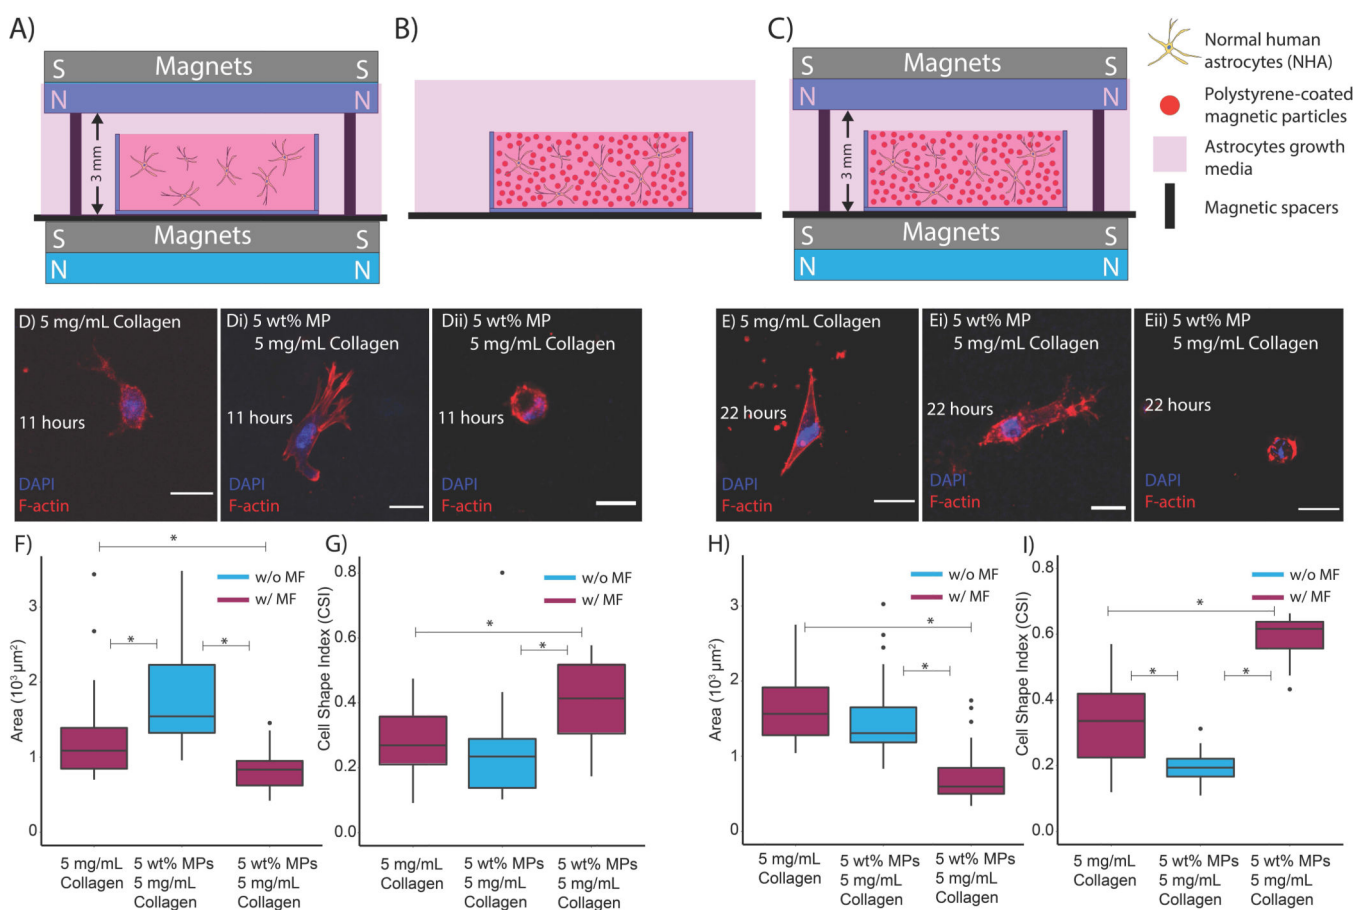 A)
S Magnets S
N N
3 mm
S Magnets S
N N
B)
C)
S Magnets S
N N
3 mm
S Magnets S
N N
Normal human
astrocytes (NHA)
Polystyrene-coated
magnetic particles
Astrocytes growth
media
Magnetic spacers
D) 5 mg/mL Collagen
11 hours
DAPI
F-actin
Di) 5 wt% MP
5 mg/mL Collagen
11 hours
DAPI
F-actin
Dii) 5 wt% MP
5 mg/mL Collagen
11 hours
DAPI
F-actin
E) 5 mg/mL Collagen
22 hours
DAPI
F-actin
Ei) 5 wt% MP
5 mg/mL Collagen
22 hours
DAPI
F-actin
Eii) 5 wt% MP
5 mg/mL Collagen
22 hours
DAPI
F-actin
F)
*
w/o MF
w/ MF
* *
Area (10³ µm²)
3
2
1
0
5 mg/mL
Collagen
5 wt% MPs
5 mg/mL
Collagen
5 wt% MPs
5 mg/mL
Collagen
G)
w/o MF
w/ MF
*
*
Cell Shape Index (CSI)
0.8
0.6
0.4
0.2
0.0
5 mg/mL
Collagen
5 wt% MPs
5 mg/mL
Collagen
5 wt% MPs
5 mg/mL
Collagen
H)
w/o MF
w/ MF
*
*
Area (10³ µm²)
3
2
1
0
5 mg/mL
Collagen
5 wt% MPs
5 mg/mL
Collagen
5 wt% MPs
5 mg/mL
Collagen
I)
w/o MF
w/ MF
*
* *
Cell Shape Index (CSI)
0.8
0.6
0.4
0.2
0.0
5 mg/mL
Collagen
5 wt% MPs
5 mg/mL
Collagen
5 wt% MPs
5 mg/mL
Collagen